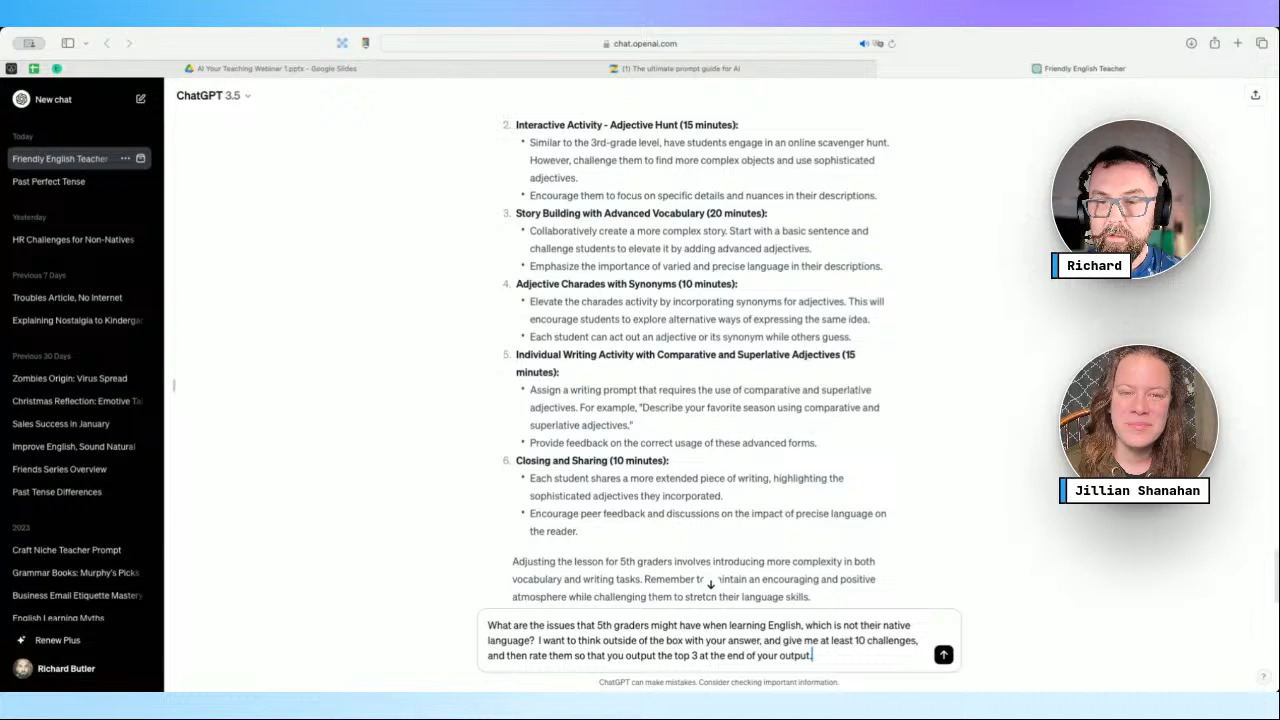 chat.openai.com
AI Your Teaching Webinar 1.pptx - Google Slides
(1) The ultimate prompt guide for AI
Friendly English Teacher
New chat
ChatGPT 3.5
Today
Friendly English Teacher
Past Perfect Tense
Yesterday
HR Challenges for Non-Natives
Previous 7 Days
Troubles Article, No Internet
Explaining Nostalgia to Kinderga
Previous 30 Days
Zombies Origin: Virus Spread
Christmas Reflection: Emotive Ta
Sales Success in January
Improve English, Sound Natural
Friends Series Overview
Past Tense Differences
2023
Craft Niche Teacher Prompt
Grammar Books: Murphy's Picks
Business Email Etiquette Mastery
English Learning Myths
Renew Plus
Richard Butler
2. Interactive Activity - Adjective Hunt (15 minutes):
• Similar to the 3rd-grade level, have students engage in an online scavenger hunt.
However, challenge them to find more complex objects and use sophisticated
adjectives.
• Encourage them to focus on specific details and nuances in their descriptions.
3. Story Building with Advanced Vocabulary (20 minutes):
• Collaboratively create a more complex story. Start with a basic sentence and
challenge students to elevate it by adding advanced adjectives.
• Emphasize the importance of varied and precise language in their descriptions.
4. Adjective Charades with Synonyms (10 minutes):
• Elevate the charades activity by incorporating synonyms for adjectives. This will
encourage students to explore alternative ways of expressing the same idea.
• Each student can act out an adjective or its synonym while others guess.
5. Individual Writing Activity with Comparative and Superlative Adjectives (15
minutes):
• Assign a writing prompt that requires the use of comparative and superlative
adjectives. For example, "Describe your favorite season using comparative and
superlative adjectives."
• Provide feedback on the correct usage of these advanced forms.
6. Closing and Sharing (10 minutes):
• Each student shares a more extended piece of writing, highlighting the
sophisticated adjectives they incorporated.
• Encourage peer feedback and discussions on the impact of precise language on
the reader.
Adjusting the lesson for 5th graders involves introducing more complexity in both
vocabulary and writing tasks. Remember to maintain an encouraging and positive
atmosphere while challenging them to stretch their language skills.
What are the issues that 5th graders might have when learning English, which is not their native
language? I want to think outside of the box with your answer, and give me at least 10 challenges,
and then rate them so that you output the top 3 at the end of your output.
ChatGPT can make mistakes. Consider checking important information.
Richard
Jillian Shanahan